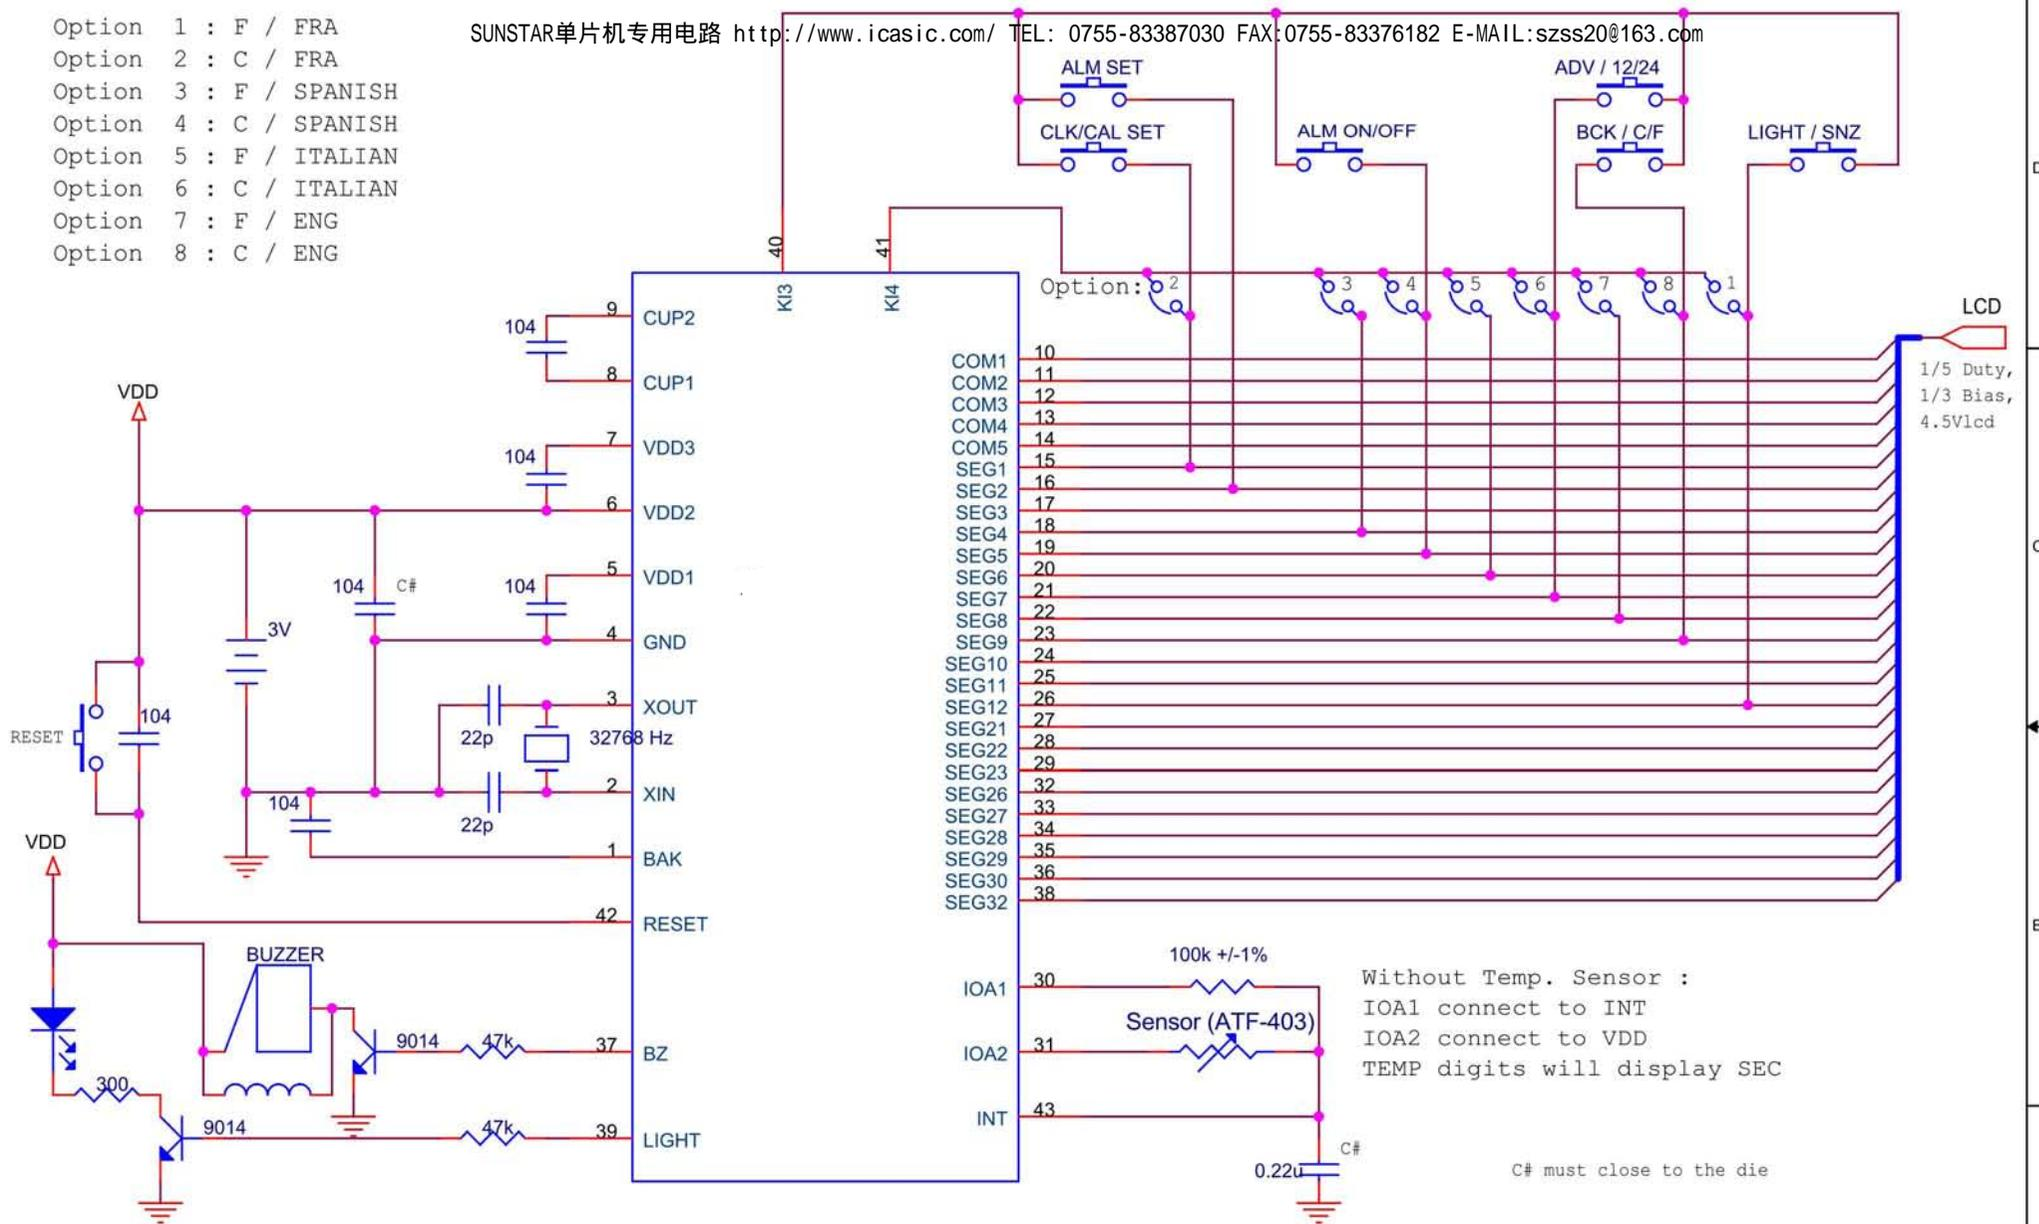 SUNSTAR单片机专用电路 http://www.icasic.com/ TEL: 0755-83387030 FAX:0755-83376182 E-MAIL:szss20@163.com
Option 1 : F / FRA
Option 2 : C / FRA
Option 3 : F / SPANISH
Option 4 : C / SPANISH
Option 5 : F / ITALIAN
Option 6 : C / ITALIAN
Option 7 : F / ENG
Option 8 : C / ENG
ALM SET
ADV / 12/24
CLK/CAL SET
ALM ON/OFF
BCK / C/F
LIGHT / SNZ
40
41
KI3
KI4
Option:
2
3
4
5
6
7
8
1
LCD
1/5 Duty,
1/3 Bias,
4.5Vlcd
104
9
CUP2
8
CUP1
VDD
104
7
VDD3
6
VDD2
104
C#
104
5
VDD1
3V
4
GND
3
XOUT
22p
32768 Hz
RESET
104
104
22p
2
XIN
1
BAK
42
RESET
VDD
BUZZER
9014
47k
37
BZ
300
9014
47k
39
LIGHT
COM1
10
COM2
11
COM3
12
COM4
13
COM5
14
SEG1
15
SEG2
16
SEG3
17
SEG4
18
SEG5
19
SEG6
20
SEG7
21
SEG8
22
SEG9
23
SEG10
24
SEG11
25
SEG12
26
SEG21
27
SEG22
28
SEG23
29
SEG26
32
SEG27
33
SEG28
34
SEG29
35
SEG30
36
SEG32
38
100k +/-1%
IOA1
30
Sensor (ATF-403)
IOA2
31
INT
43
C#
0.22u
Without Temp. Sensor :
IOA1 connect to INT
IOA2 connect to VDD
TEMP digits will display SEC
C# must close to the die